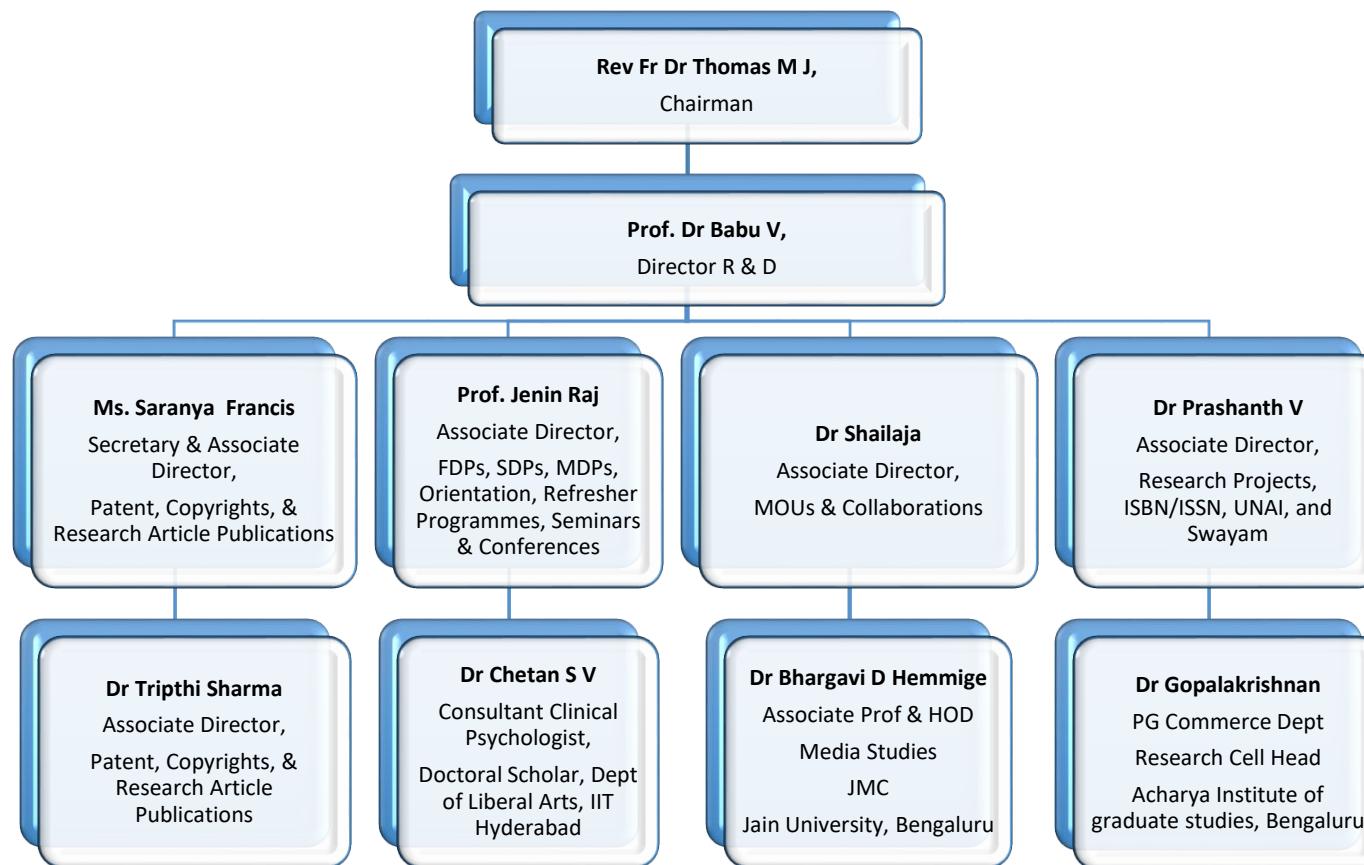 Rev Fr Dr Thomas M J,
Chairman
Prof. Dr Babu V,
Director R & D
Ms. Saranya Francis
Secretary & Associate
Director,
Patent, Copyrights, &
Research Article Publications
Prof. Jenin Raj
Associate Director,
FDPs, SDPs, MDPs,
Orientation, Refresher
Programmes, Seminars
& Conferences
Dr Shailaja
Associate Director,
MOUs & Collaborations
Dr Prashanth V
Associate Director,
Research Projects,
ISBN/ISSN, UNAI, and
Swayam
Dr Tripthi Sharma
Associate Director,
Patent, Copyrights, &
Research Article
Publications
Dr Chetan S V
Consultant Clinical
Psychologist,
Doctoral Scholar, Dept
of Liberal Arts, IIT
Hyderabad
Dr Bhargavi D Hemmige
Associate Prof & HOD
Media Studies
JMC
Jain University, Bengaluru
Dr Gopalakrishnan
PG Commerce Dept
Research Cell Head
Acharya Institute of
graduate studies, Bengaluru